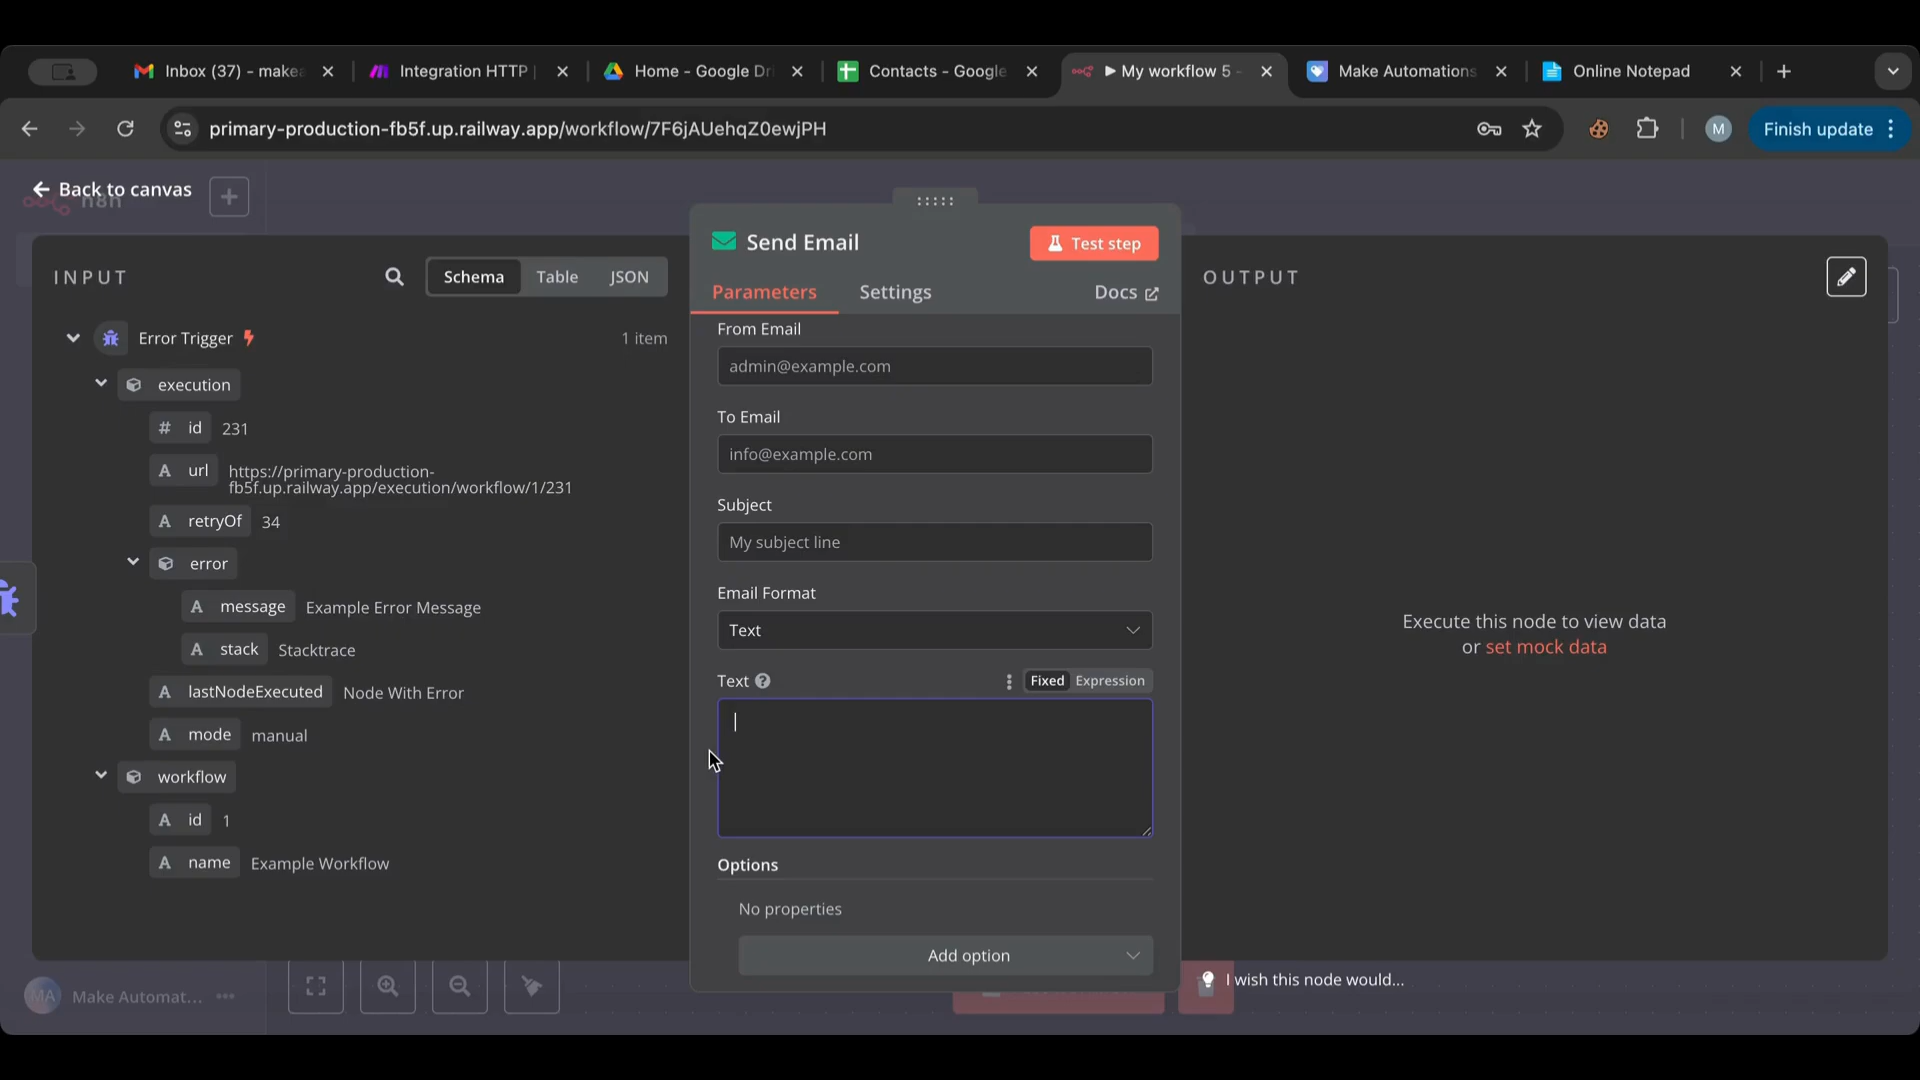 Inbox (37) - makea
Integration HTTP
Home - Google Dri
Contacts - Google
My workflow 5 -
Make Automations
Online Notepad
primary-production-fb5f.up.railway.app/workflow/7F6jAUehqZ0ewjPH
M
Finish update
Back to canvas
n8n
INPUT
Schema
Table
JSON
Error Trigger
1 item
execution
# id 231
A url https://primary-production-
fb5f.up.railway.app/execution/workflow/1/231
A retryOf 34
error
A message Example Error Message
A stack Stacktrace
A lastNodeExecuted Node With Error
A mode manual
workflow
A id 1
A name Example Workflow
Send Email
Test step
Parameters
Settings
Docs
From Email
admin@example.com
To Email
info@example.com
Subject
My subject line
Email Format
Text
Text
Fixed
Expression
Options
No properties
Add option
OUTPUT
Execute this node to view data
or set mock data
I wish this node would...
MA
Make Automat...